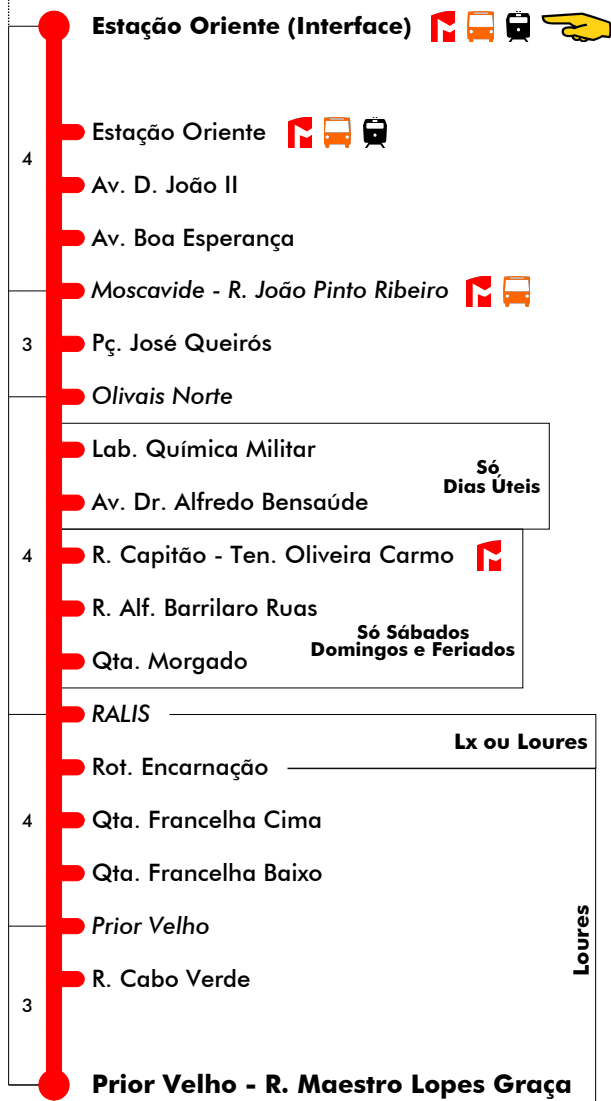 Estação Oriente (Interface)
Estação Oriente
4
Av. D. João II
Av. Boa Esperança
Moscavide - R. João Pinto Ribeiro
3
Pç. José Queirós
Olivais Norte
Lab. Química Militar
Só
Dias Úteis
Av. Dr. Alfredo Bensaúde
4
R. Capitão - Ten. Oliveira Carmo
R. Alf. Barrilaro Ruas
Só Sábados
Domingos e Feriados
Qta. Morgado
RALIS
Lx ou Loures
Rot. Encarnação
4
Qta. Francelha Cima
Qta. Francelha Baixo
Prior Velho
Loures
R. Cabo Verde
3
Prior Velho - R. Maestro Lopes Graça